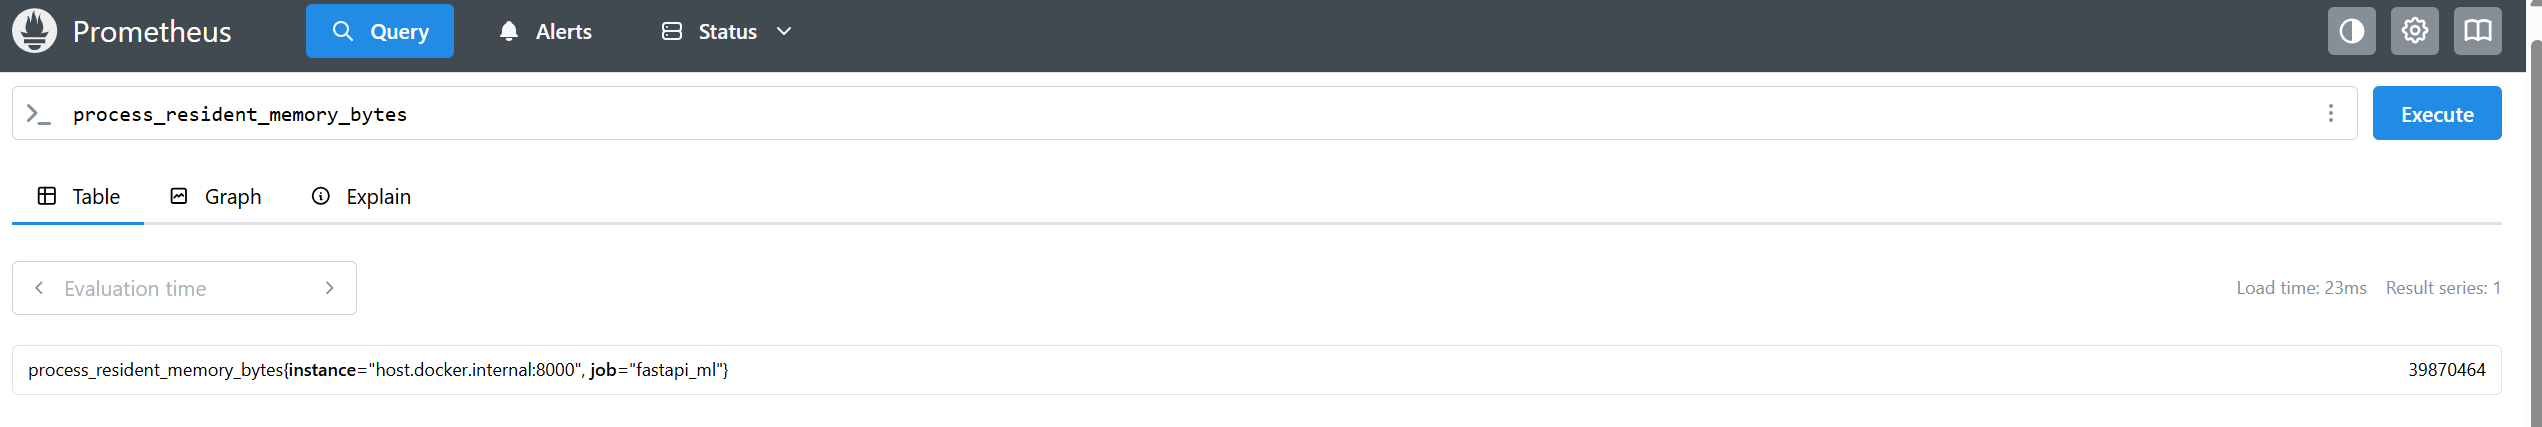 Prometheus Query Alerts Status
process_resident_memory_bytes Execute
Table Graph Explain
Evaluation time Load time: 23ms Result series: 1
process_resident_memory_bytes{instance="host.docker.internal:8000", job="fastapi_ml"} 39870464